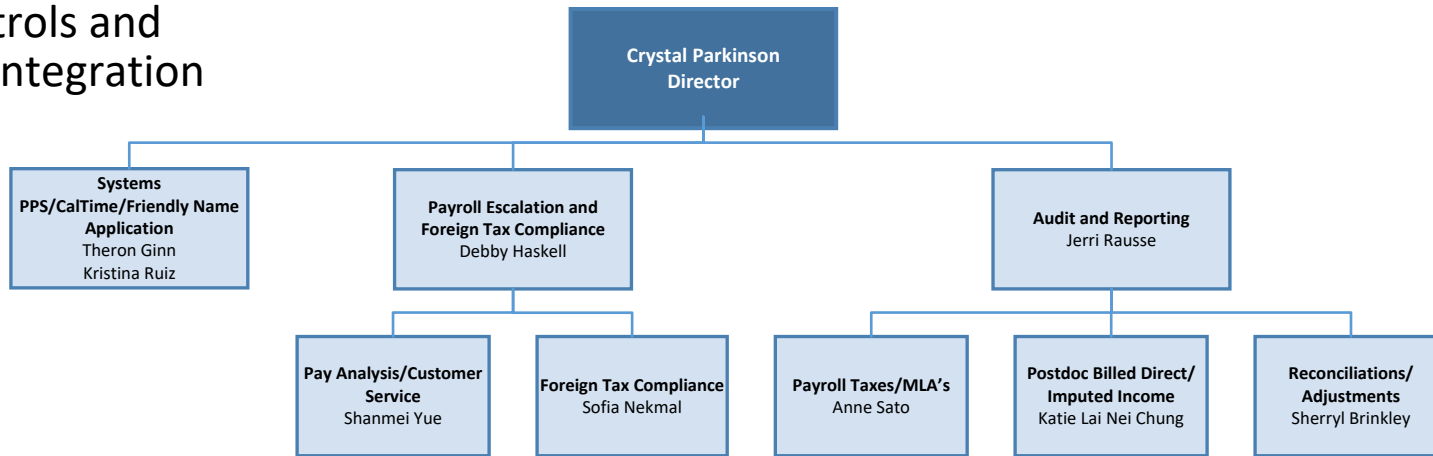 trols and
ntegration
Crystal Parkinson
Director
Systems
PPS/CalTime/Friendly Name
Application
Theron Ginn
Kristina Ruiz
Payroll Escalation and
Foreign Tax Compliance
Debby Haskell
Audit and Reporting
Jerri Rausse
Pay Analysis/Customer
Service
Shanmei Yue
Foreign Tax Compliance
Sofia Nekmal
Payroll Taxes/MLA’s
Anne Sato
Postdoc Billed Direct/
Imputed Income
Katie Lai Nei Chung
Reconciliations/
Adjustments
Sherryl Brinkley